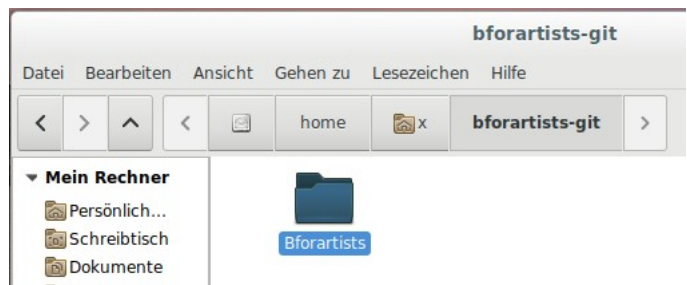 bforartists-git
Datei Bearbeiten Ansicht Gehen zu Lesezeichen Hilfe
home x bforartists-git
Mein Rechner
Persönlich...
Schreibtisch
Dokumente
Bforartists